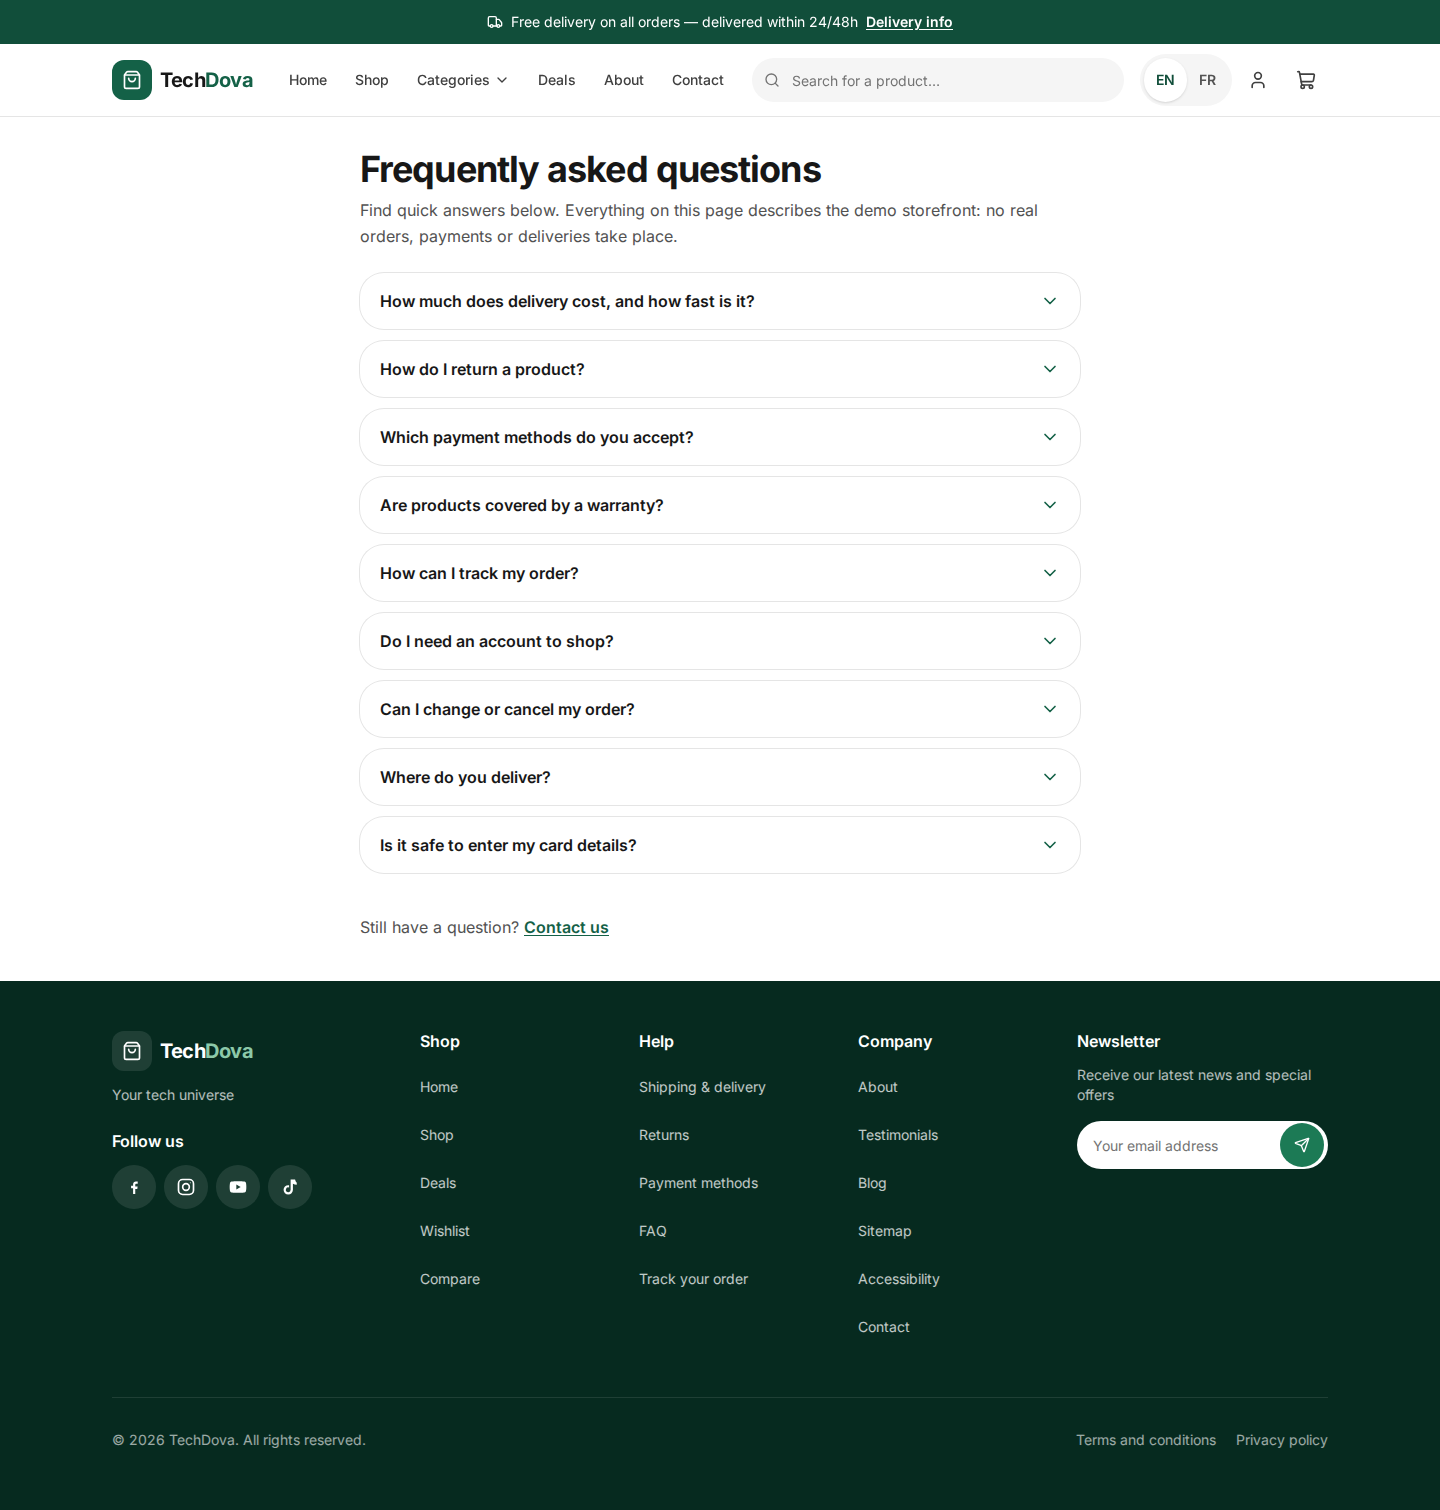 Free delivery on all orders — delivered within 24/48h Delivery info
TechDova
Home
Shop
Categories
Deals
About
Contact
Search for a product...
EN
FR
Frequently asked questions
Find quick answers below. Everything on this page describes the demo storefront: no real
orders, payments or deliveries take place.
How much does delivery cost, and how fast is it?
How do I return a product?
Which payment methods do you accept?
Are products covered by a warranty?
How can I track my order?
Do I need an account to shop?
Can I change or cancel my order?
Where do you deliver?
Is it safe to enter my card details?
Still have a question? Contact us
TechDova
Your tech universe
Follow us
Shop
Home
Shop
Deals
Wishlist
Compare
Help
Shipping & delivery
Returns
Payment methods
FAQ
Track your order
Company
About
Testimonials
Blog
Sitemap
Accessibility
Contact
Newsletter
Receive our latest news and special
offers
Your email address
© 2026 TechDova. All rights reserved.
Terms and conditions
Privacy policy